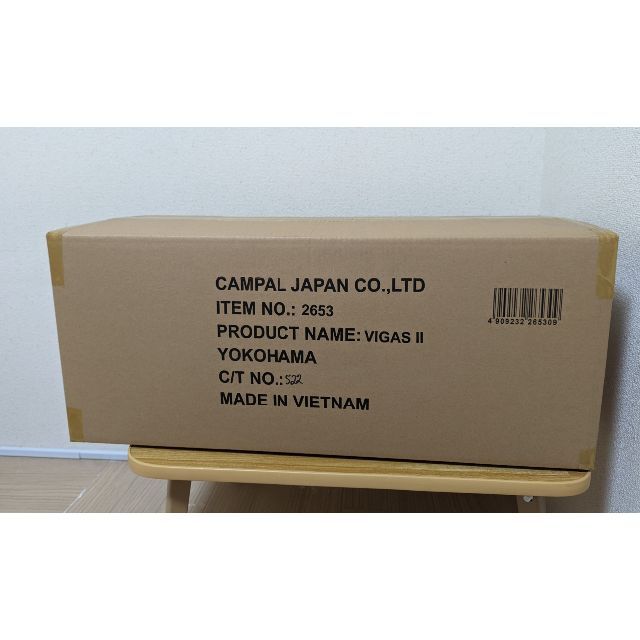 CAMPAL JAPAN CO.,LTD
ITEM NO.: 2653
PRODUCT NAME: VIGAS II
YOKOHAMA
C/T NO.: 522
MADE IN VIETNAM
4 909232 265309